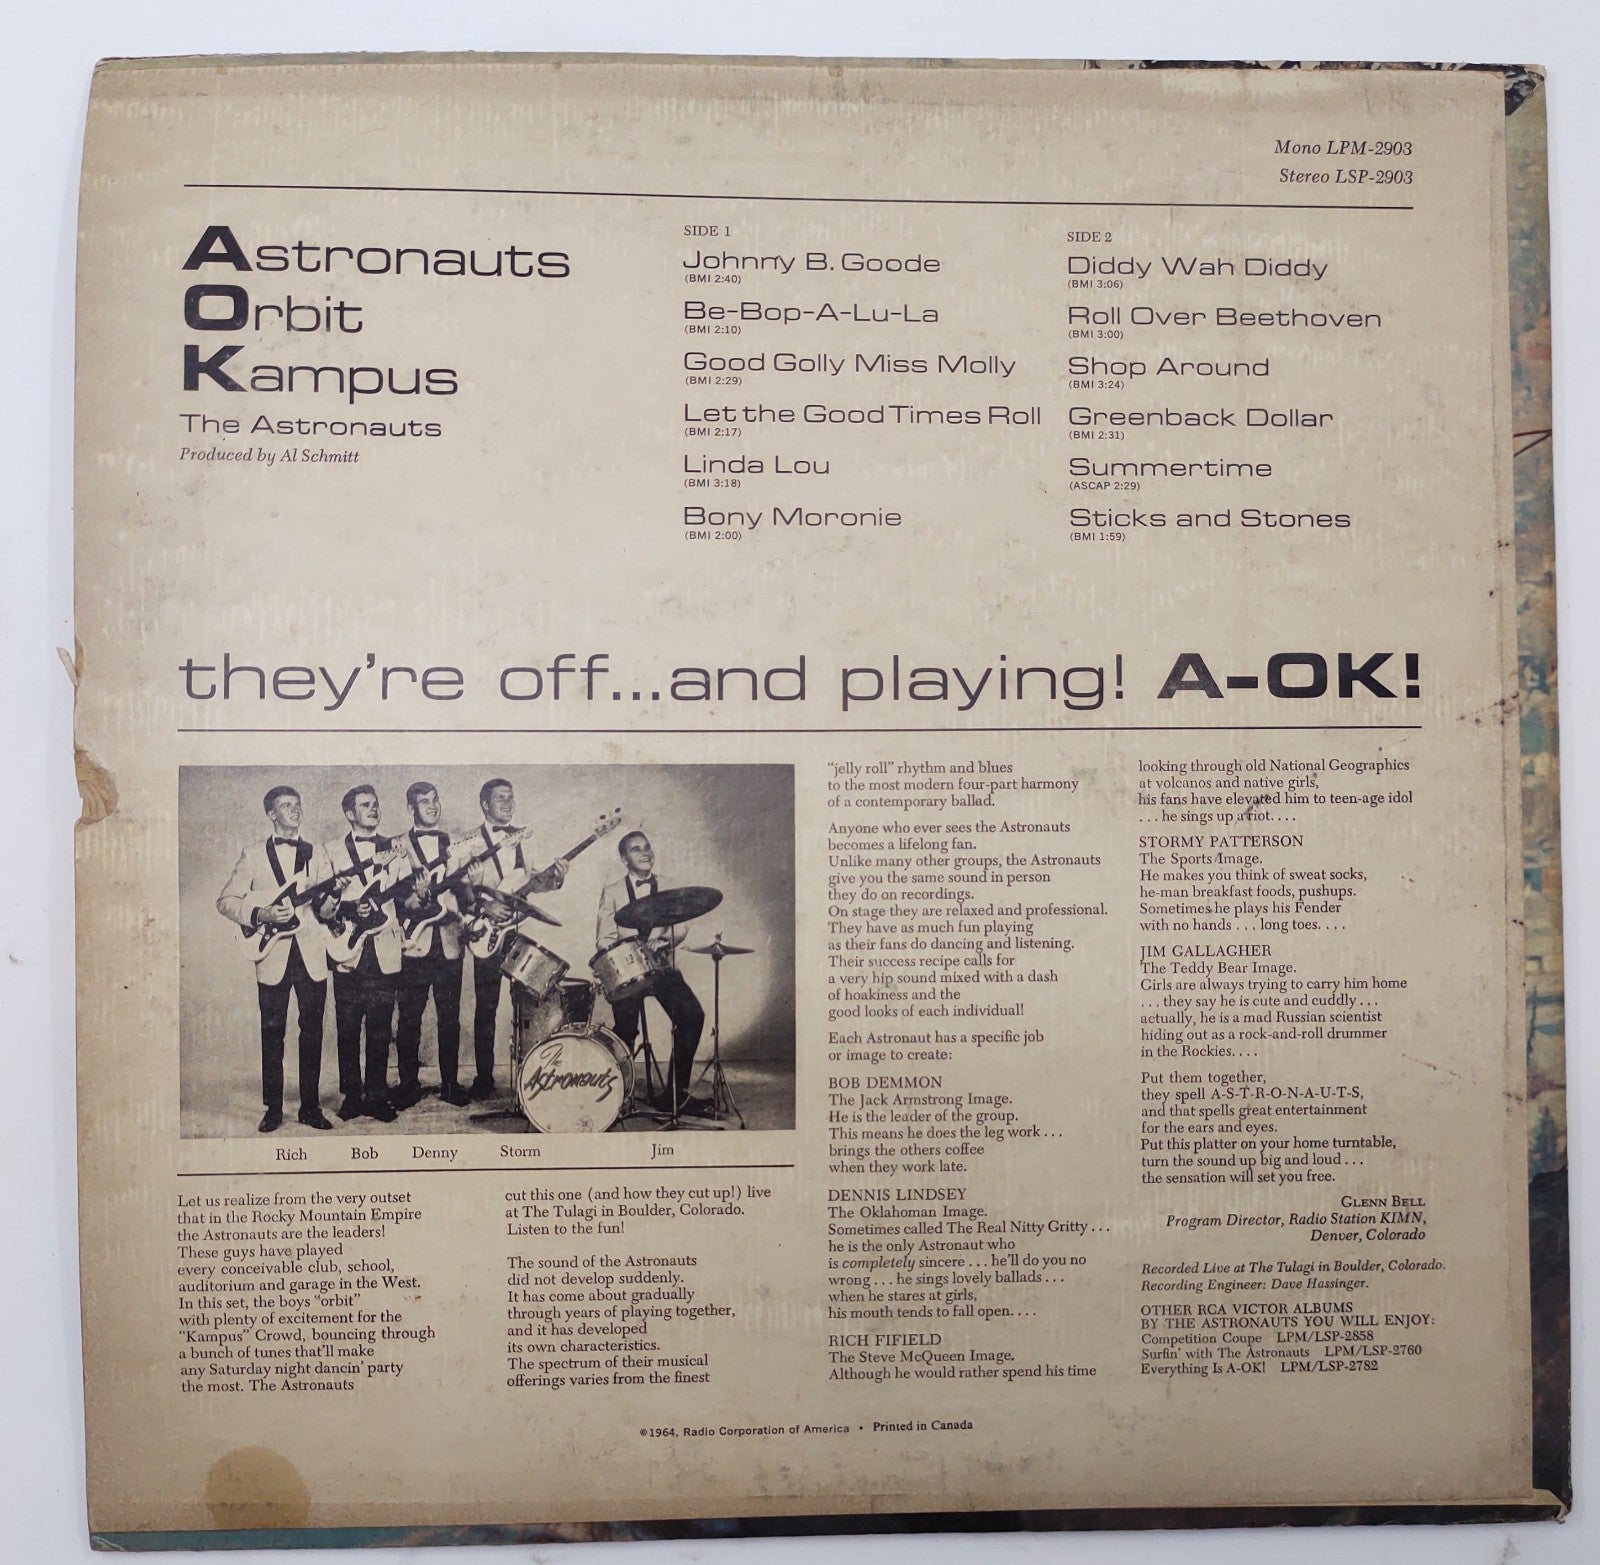 Mono LPM-2903
Stereo LSP-2903
Astronauts
Orbit
Kampus
The Astronauts
Produced by Al Schmitt
SIDE 1
Johnny B. Goode
(BMI 2:40)
Be-Bop-A-Lu-La
(BMI 2:10)
Good Golly Miss Molly
(BMI 2:29)
Let the Good Times Roll
(BMI 2:17)
Linda Lou
(BMI 3:18)
Bony Moronie
(BMI 2:00)
SIDE 2
Diddy Wah Diddy
(BMI 3:06)
Roll Over Beethoven
(BMI 3:00)
Shop Around
(BMI 3:24)
Greenback Dollar
(BMI 2:31)
Summertime
(ASCAP 2:29)
Sticks and Stones
(BMI 1:59)
they're off...and playing! A-OK!
The
Astronauts
Rich Bob Denny Storm Jim
Let us realize from the very outset
that in the Rocky Mountain Empire
the Astronauts are the leaders!
These guys have played
every conceivable club, school,
auditorium and garage in the West.
In this set, the boys "orbit"
with plenty of excitement for the
"Kampus" Crowd, bouncing through
a bunch of tunes that'll make
any Saturday night dancin' party
the most. The Astronauts
cut this one (and how they cut up!) live
at The Tulagi in Boulder, Colorado.
Listen to the fun!
The sound of the Astronauts
did not develop suddenly.
It has come about gradually
through years of playing together,
and it has developed
its own characteristics.
The spectrum of their musical
offerings varies from the finest
"jelly roll" rhythm and blues
to the most modern four-part harmony
of a contemporary ballad.
Anyone who ever sees the Astronauts
becomes a lifelong fan.
Unlike many other groups, the Astronauts
give you the same sound in person
they do on recordings.
On stage they are relaxed and professional.
They have as much fun playing
as their fans do dancing and listening.
Their success recipe calls for
a very hip sound mixed with a dash
of hoakiness and the
good looks of each individual!
Each Astronaut has a specific job
or image to create:
BOB DEMMON
The Jack Armstrong Image.
He is the leader of the group.
This means he does the leg work . . .
brings the others coffee
when they work late.
DENNIS LINDSEY
The Oklahoman Image.
Sometimes called The Real Nitty Gritty . . .
he is the only Astronaut who
is completely sincere . . . he'll do you no
wrong . . . he sings lovely ballads . . .
when he stares at girls,
his mouth tends to fall open. . . .
RICH FIFIELD
The Steve McQueen Image.
Although he would rather spend his time
looking through old National Geographics
at volcanos and native girls,
his fans have elevated him to teen-age idol
. . . he sings up a riot. . . .
STORMY PATTERSON
The Sports Image.
He makes you think of sweat socks,
he-man breakfast foods, pushups.
Sometimes he plays his Fender
with no hands . . . long toes. . . .
JIM GALLAGHER
The Teddy Bear Image.
Girls are always trying to carry him home
. . . they say he is cute and cuddly . . .
actually, he is a mad Russian scientist
hiding out as a rock-and-roll drummer
in the Rockies. . . .
Put them together,
they spell A-S-T-R-O-N-A-U-T-S,
and that spells great entertainment
for the ears and eyes.
Put this platter on your home turntable,
turn the sound up big and loud . . .
the sensation will set you free.
GLENN BELL
Program Director, Radio Station KIMN,
Denver, Colorado
Recorded Live at The Tulagi in Boulder, Colorado.
Recording Engineer: Dave Hassinger.
OTHER RCA VICTOR ALBUMS
BY THE ASTRONAUTS YOU WILL ENJOY:
Competition Coupe LPM/LSP-2858
Surfin' with The Astronauts LPM/LSP-2760
Everything Is A-OK! LPM/LSP-2782
©1964, Radio Corporation of America • Printed in Canada